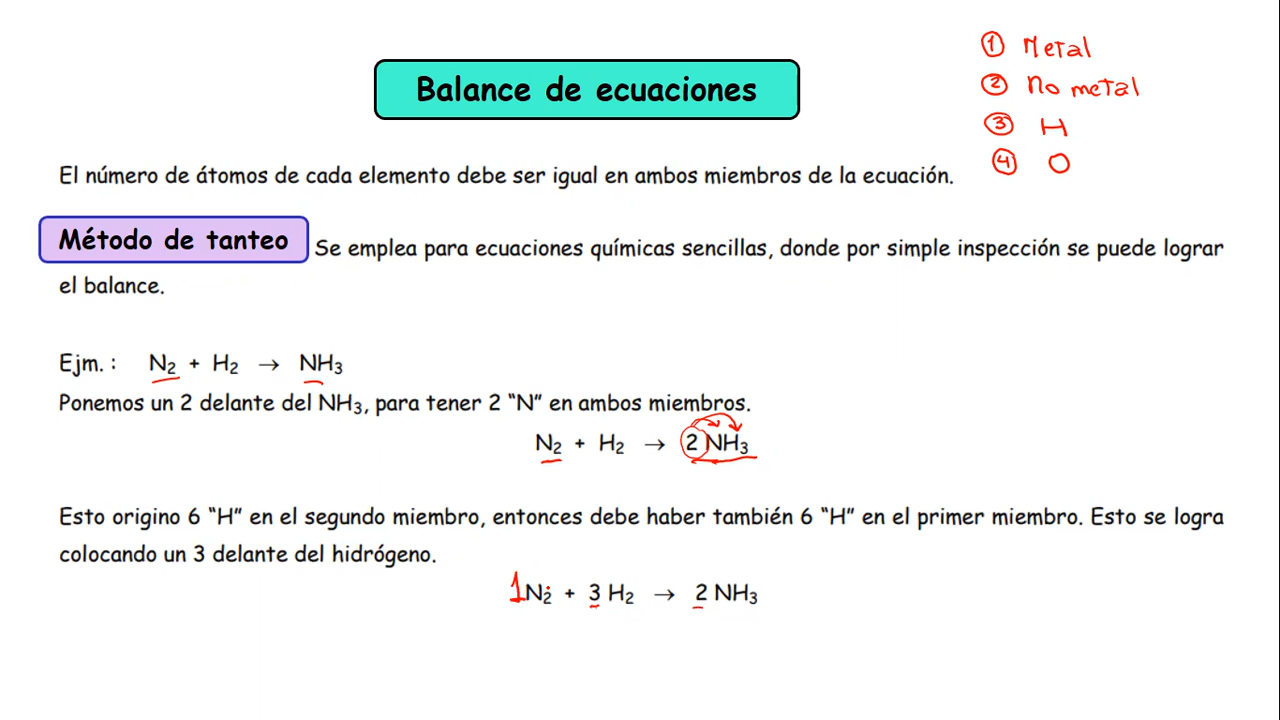 Balance de ecuaciones
① Metal
② No metal
③ H
④ O
El número de átomos de cada elemento debe ser igual en ambos miembros de la ecuación.
Método de tanteo Se emplea para ecuaciones químicas sencillas, donde por simple inspección se puede lograr
el balance.
Ejm. : N₂ + H₂ → NH₃
Ponemos un 2 delante del NH₃, para tener 2 “N” en ambos miembros.
N₂ + H₂ → 2 NH₃
Esto origino 6 “H” en el segundo miembro, entonces debe haber también 6 “H” en el primer miembro. Esto se logra
colocando un 3 delante del hidrógeno.
1N₂ + 3 H₂ → 2 NH₃